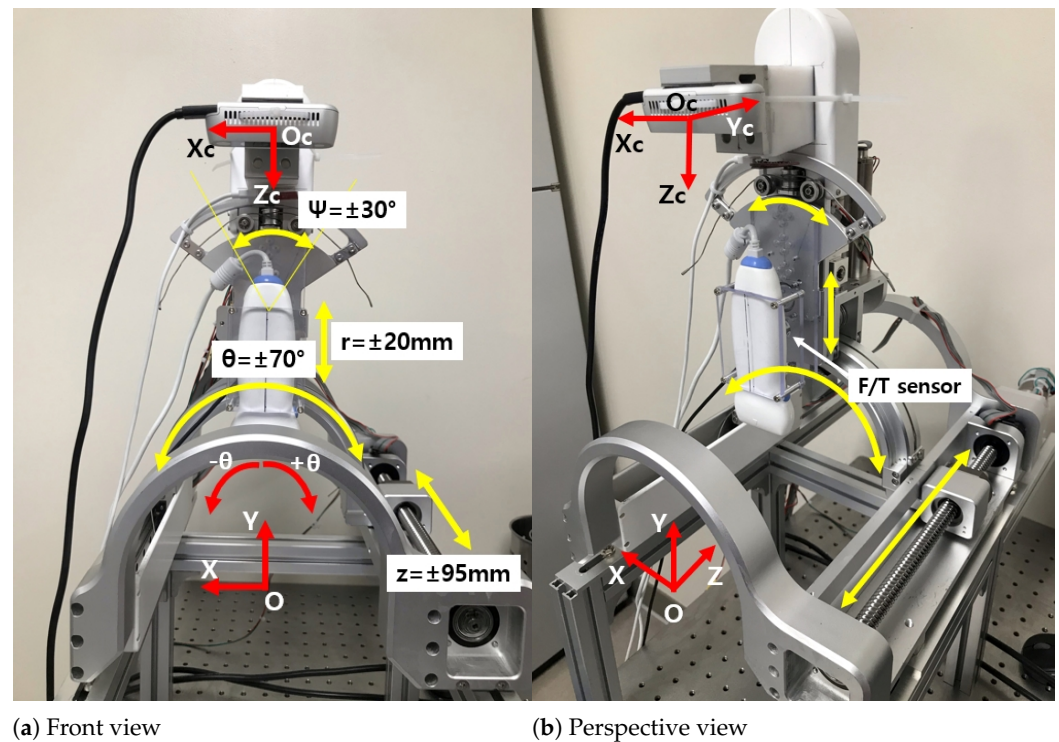 Xc
Oc
Zc
Ψ=±30°
r=±20mm
θ=±70°
-θ
+θ
Y
X
O
z=±95mm
Oc
Xc
Yc
Zc
F/T sensor
Y
X
Z
O
(a) Front view
(b) Perspective view